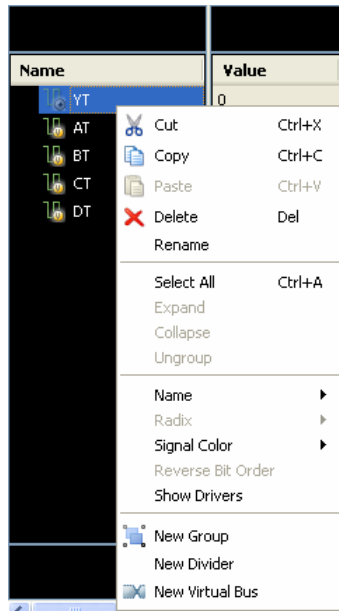 Name Value
YT 0
AT
BT
CT
DT
Cut Ctrl+X
Copy Ctrl+C
Paste Ctrl+V
Delete Del
Rename
Select All Ctrl+A
Expand
Collapse
Ungroup
Name
Radix
Signal Color
Reverse Bit Order
Show Drivers
New Group
New Divider
New Virtual Bus